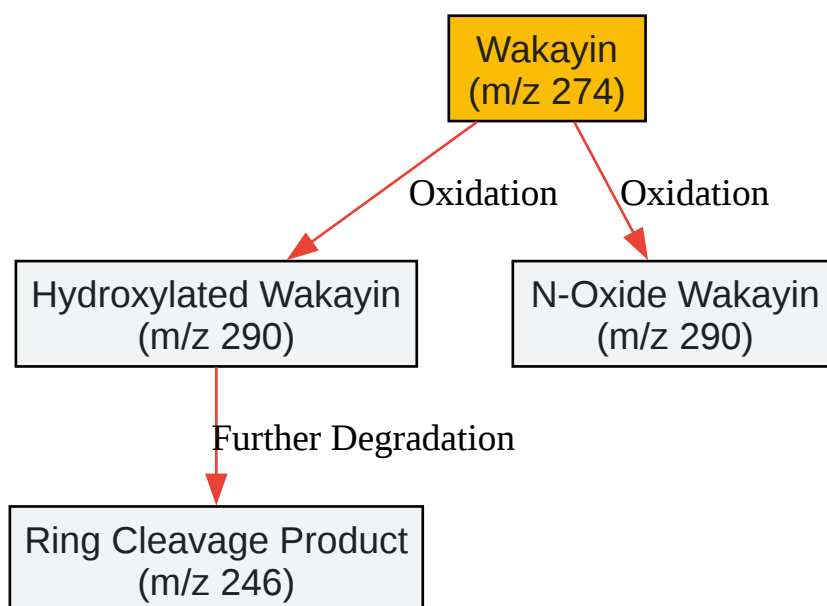 Wakayin
(m/z 274)
Oxidation
Oxidation
Hydroxylated Wakayin
(m/z 290)
N-Oxide Wakayin
(m/z 290)
Further Degradation
Ring Cleavage Product
(m/z 246)